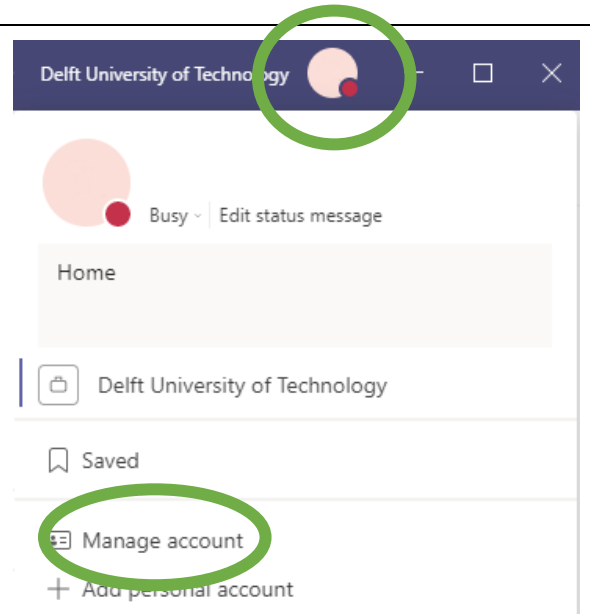 Delft University of Technology
Busy Edit status message
Home
Delft University of Technology
Saved
Manage account
Add personal account